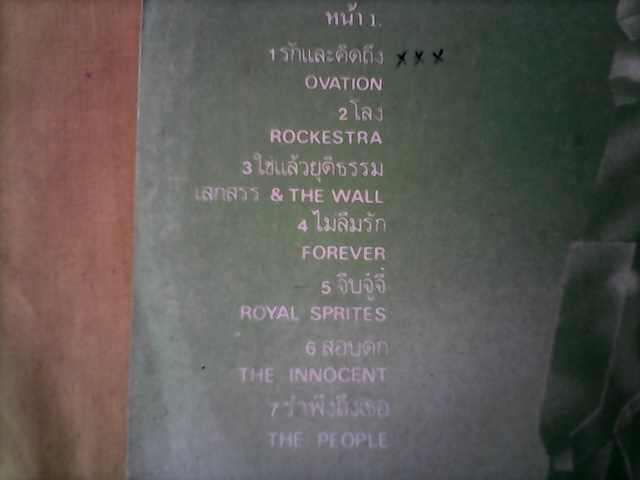 หน้า 1.
1 รักและคิดถึง xxx
OVATION
2 โลง
ROCKESTRA
3 ใช่แล้วยุติธรรม
เสกสรร & THE WALL
4 ไม่ลืมรัก
FOREVER
5 จีบจู๋จี๋
ROYAL SPRITES
6 สอบตก
THE INNOCENT
7 รำพึงถึงเธอ
THE PEOPLE